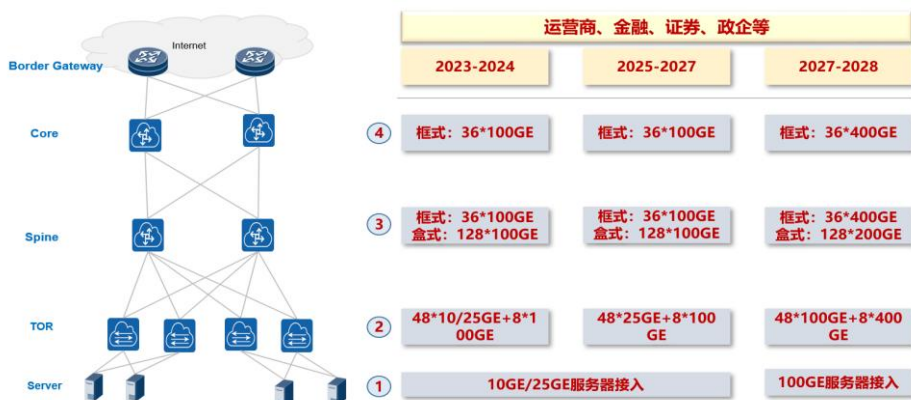 运营商、金融、证券、政企等
Internet
Border Gateway
2023-2024
2025-2027
2027-2028
Core
4
框式：36*100GE
框式：36*100GE
框式：36*400GE
Spine
3
框式：36*100GE
盒式：128*100GE
框式：36*100GE
盒式：128*100GE
框式：36*400GE
盒式：128*200GE
TOR
2
48*10/25GE+8*1
00GE
48*25GE+8*100
GE
48*100GE+8*400
GE
Server
1
10GE/25GE服务器接入
100GE服务器接入